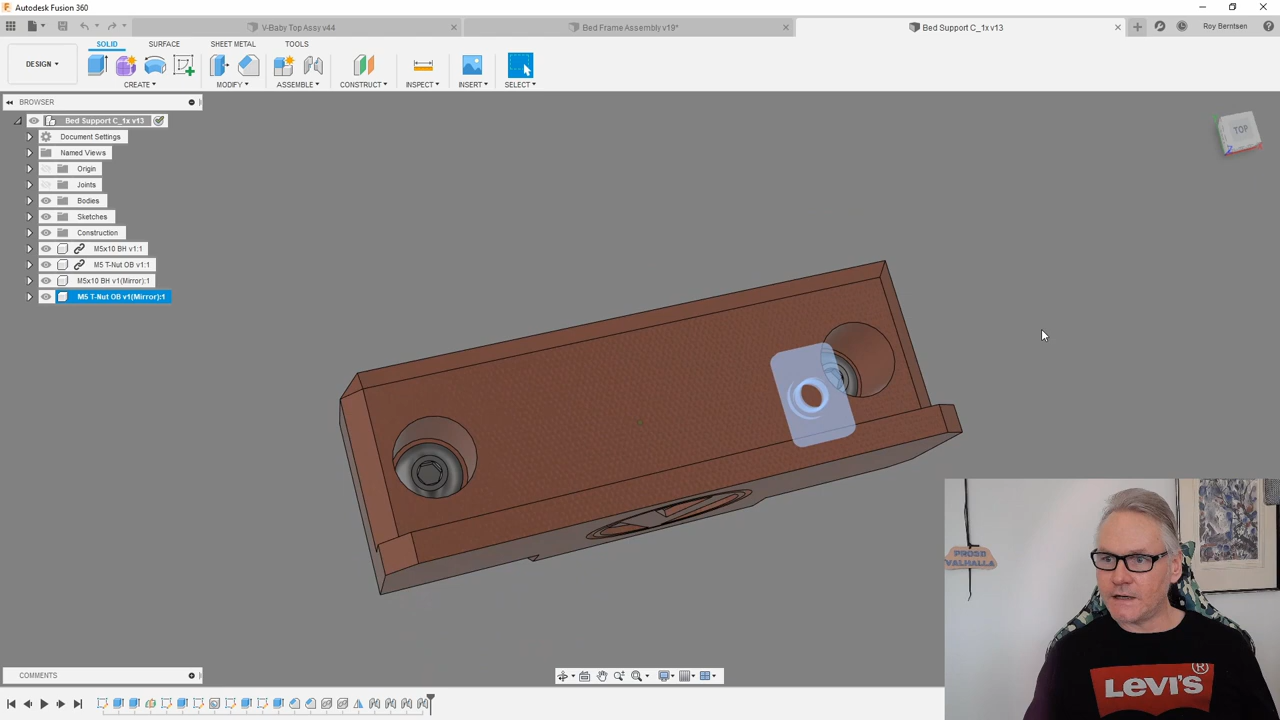 Autodesk Fusion 360
V-Baby Top Assy v44
Bed Frame Assembly v19*
Bed Support C_1x v13
Roy Berntsen
DESIGN
SOLID
SURFACE
SHEET METAL
TOOLS
CREATE
MODIFY
ASSEMBLE
CONSTRUCT
INSPECT
INSERT
SELECT
BROWSER
Bed Support C_1x v13
Document Settings
Named Views
Origin
Joints
Bodies
Sketches
Construction
M5x10 BH v1:1
M5 T-Nut OB v1:1
M5x10 BH v1(Mirror):1
M5 T-Nut OB v1(Mirror):1
TOP
Z
PROSB
VALHALLA
LEVI'S
®
COMMENTS